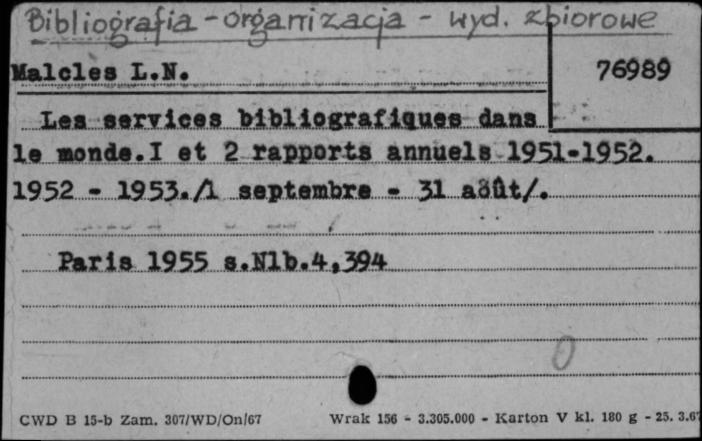 Bibliografia - organizacja - wyd. zbiorowe
Malcles L.N.
76989
Les services bibliografiques dans
le monde.I et 2 rapports annuels 1951-1952.
1952 - 1953./1 septembre - 31 août/.
Paris 1955 s.Nlb.4,394
0
CWD B 15-b Zam. 307/WD/On/67
Wrak 156 - 3.305.000 - Karton V kl. 180 g - 25. 3.67